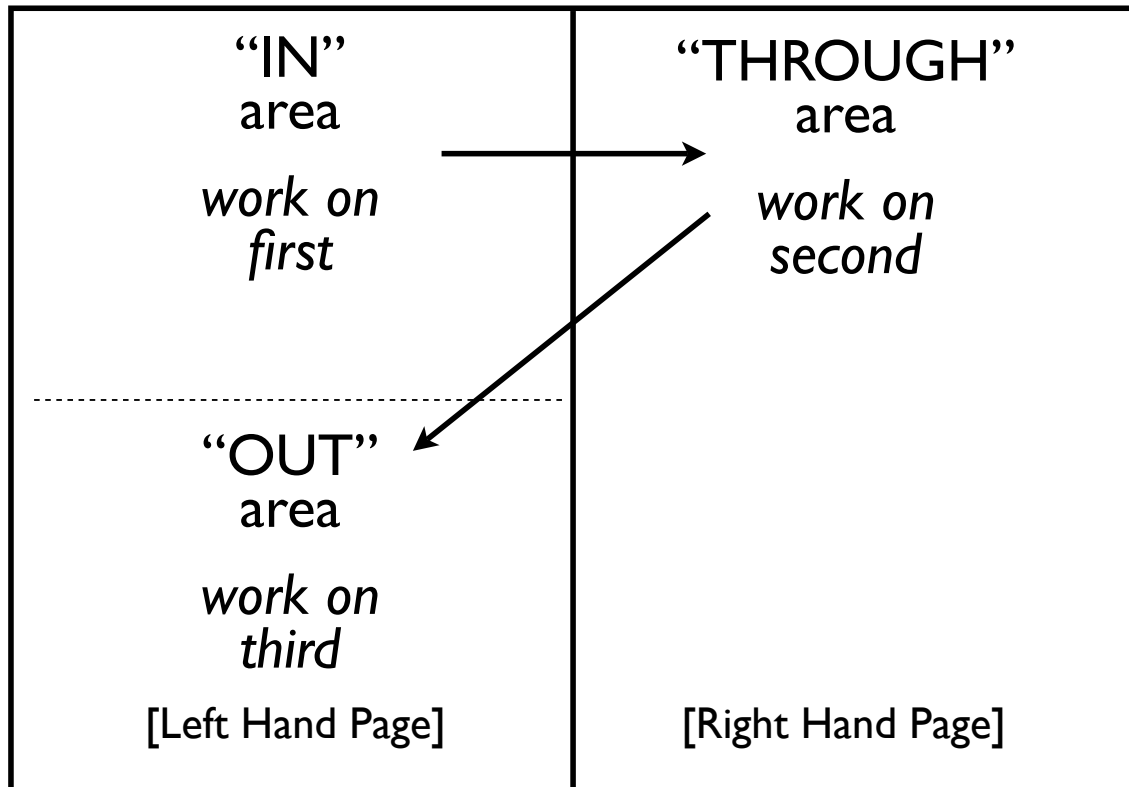 “IN”
area
work on
first
“THROUGH”
area
work on
second
“OUT”
area
work on
third
[Left Hand Page]
[Right Hand Page]